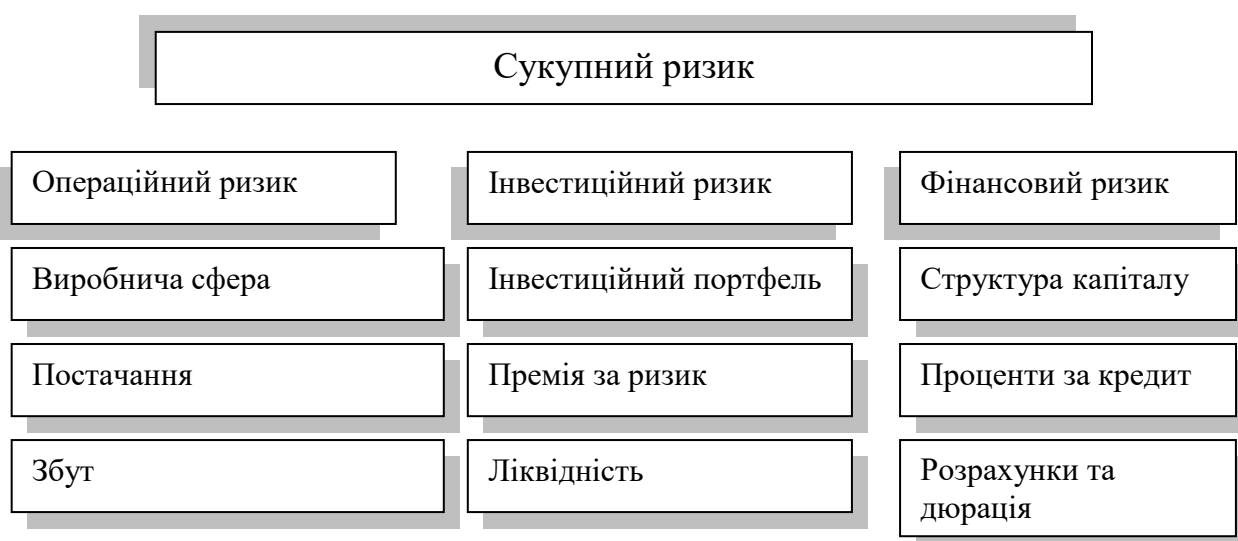 Сукупний ризик
Операційний ризик
Інвестиційний ризик
Фінансовий ризик
Виробнича сфера
Інвестиційний портфель
Структура капіталу
Постачання
Премія за ризик
Проценти за кредит
Збут
Ліквідність
Розрахунки та
дюрація